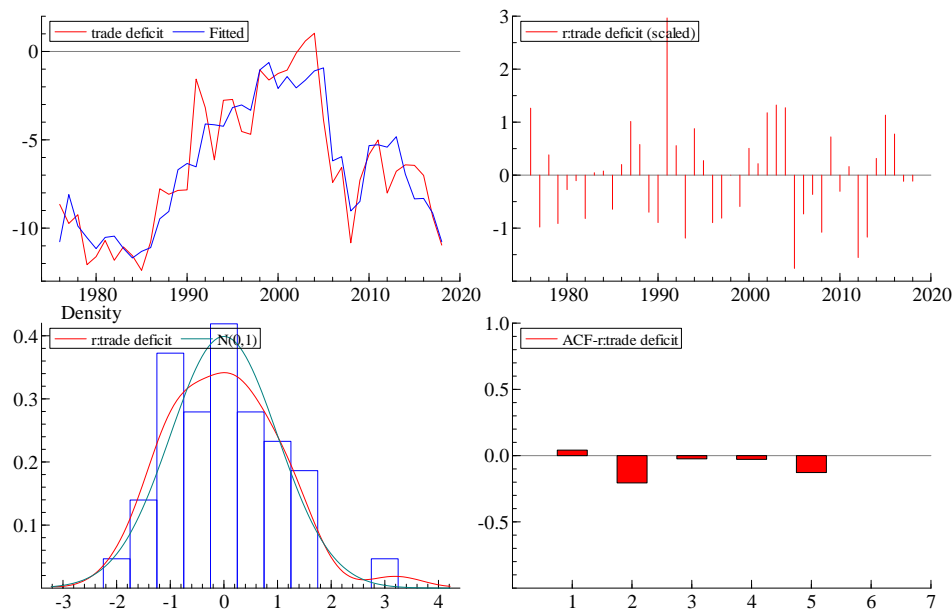 trade deficit Fitted
0
-5
-10
1980 1990 2000 2010 2020
r:trade deficit (scaled)
3
2
1
0
-1
1980 1990 2000 2010 2020
Density
r:trade deficit N(0,1)
0.4
0.3
0.2
0.1
-3 -2 -1 0 1 2 3 4
ACF-r:trade deficit
1.0
0.5
0.0
-0.5
1 2 3 4 5 6 7